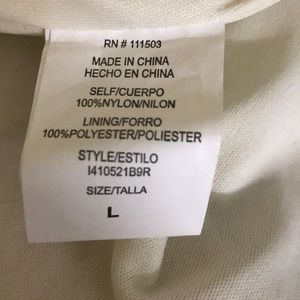 RN # 111503
MADE IN CHINA
HECHO EN CHINA
SELF/CUERPO
100%NYLON/NILON
LINING/FORRO
100%POLYESTER/POLIESTER
STYLE/ESTILO
I410521B9R
SIZE/TALLA
L